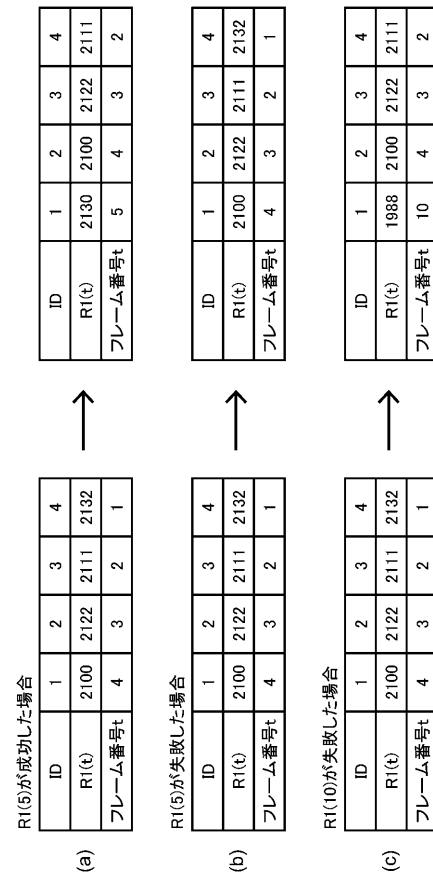 R1(5)が成功した場合
(a)
ID 1 2 3 4
R1(t) 2100 2122 2111 2132
フレーム番号t 4 3 2 1
ID 1 2 3 4
R1(t) 2130 2100 2122 2111
フレーム番号t 5 4 3 2
R1(5)が失敗した場合
(b)
ID 1 2 3 4
R1(t) 2100 2122 2111 2132
フレーム番号t 4 3 2 1
ID 1 2 3 4
R1(t) 2100 2122 2111 2132
フレーム番号t 4 3 2 1
R1(10)が失敗した場合
(c)
ID 1 2 3 4
R1(t) 2100 2122 2111 2132
フレーム番号t 4 3 2 1
ID 1 2 3 4
R1(t) 1988 2100 2122 2111
フレーム番号t 10 4 3 2